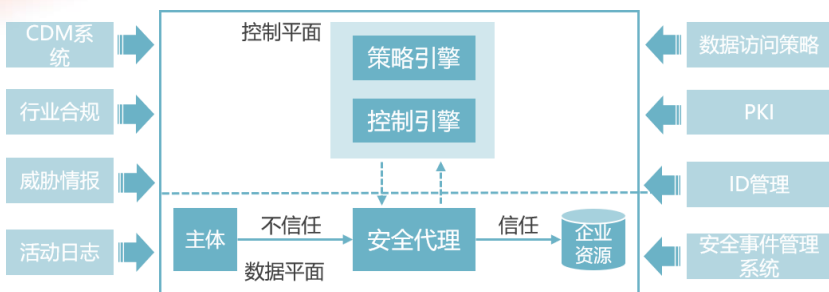 CDM系
统
行业合规
威胁情报
活动日志
控制平面
策略引擎
控制引擎
主体
不信任
安全代理
信任
企业
资源
数据平面
数据访问策略
PKI
ID管理
安全事件管理
系统